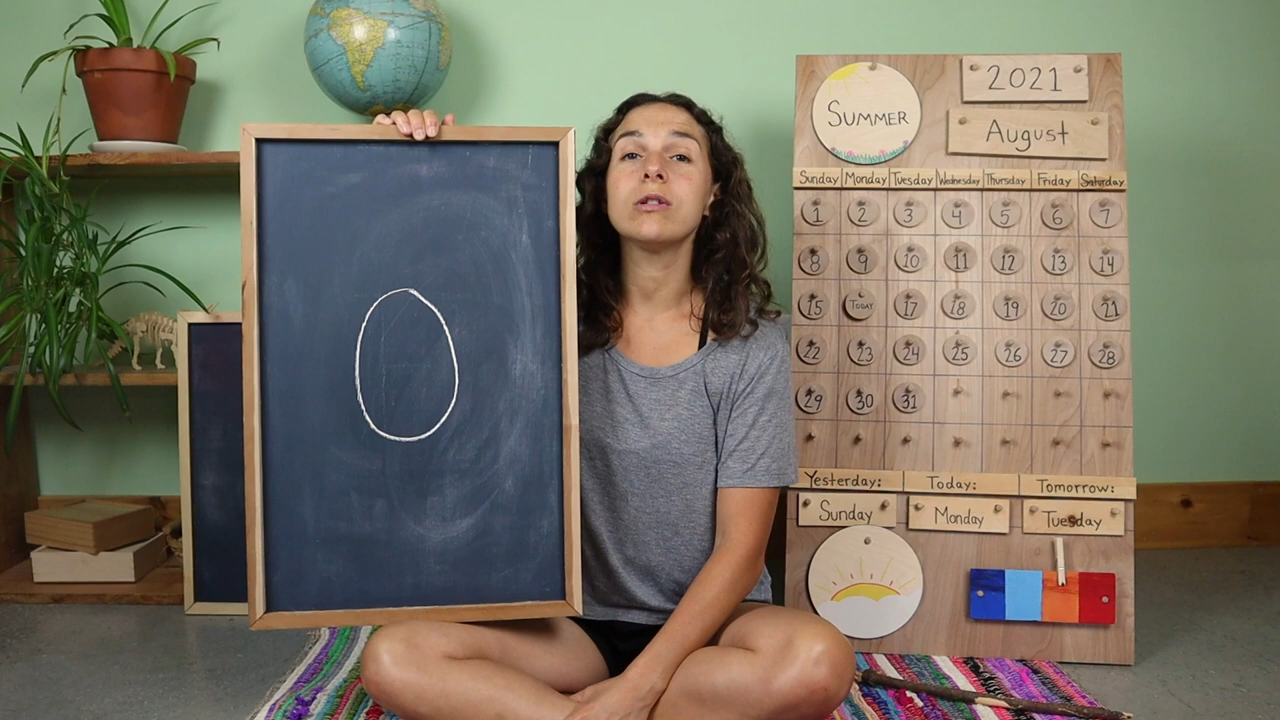 O
SUMMER
2021
August
Sunday Monday Tuesday Wednesday Thursday Friday Saturday
1 2 3 4 5 6 7
8 9 10 11 12 13 14
15 TODAY 17 18 19 20 21
22 23 24 25 26 27 28
29 30 31
Yesterday: Today: Tomorrow:
Sunday Monday Tuesday